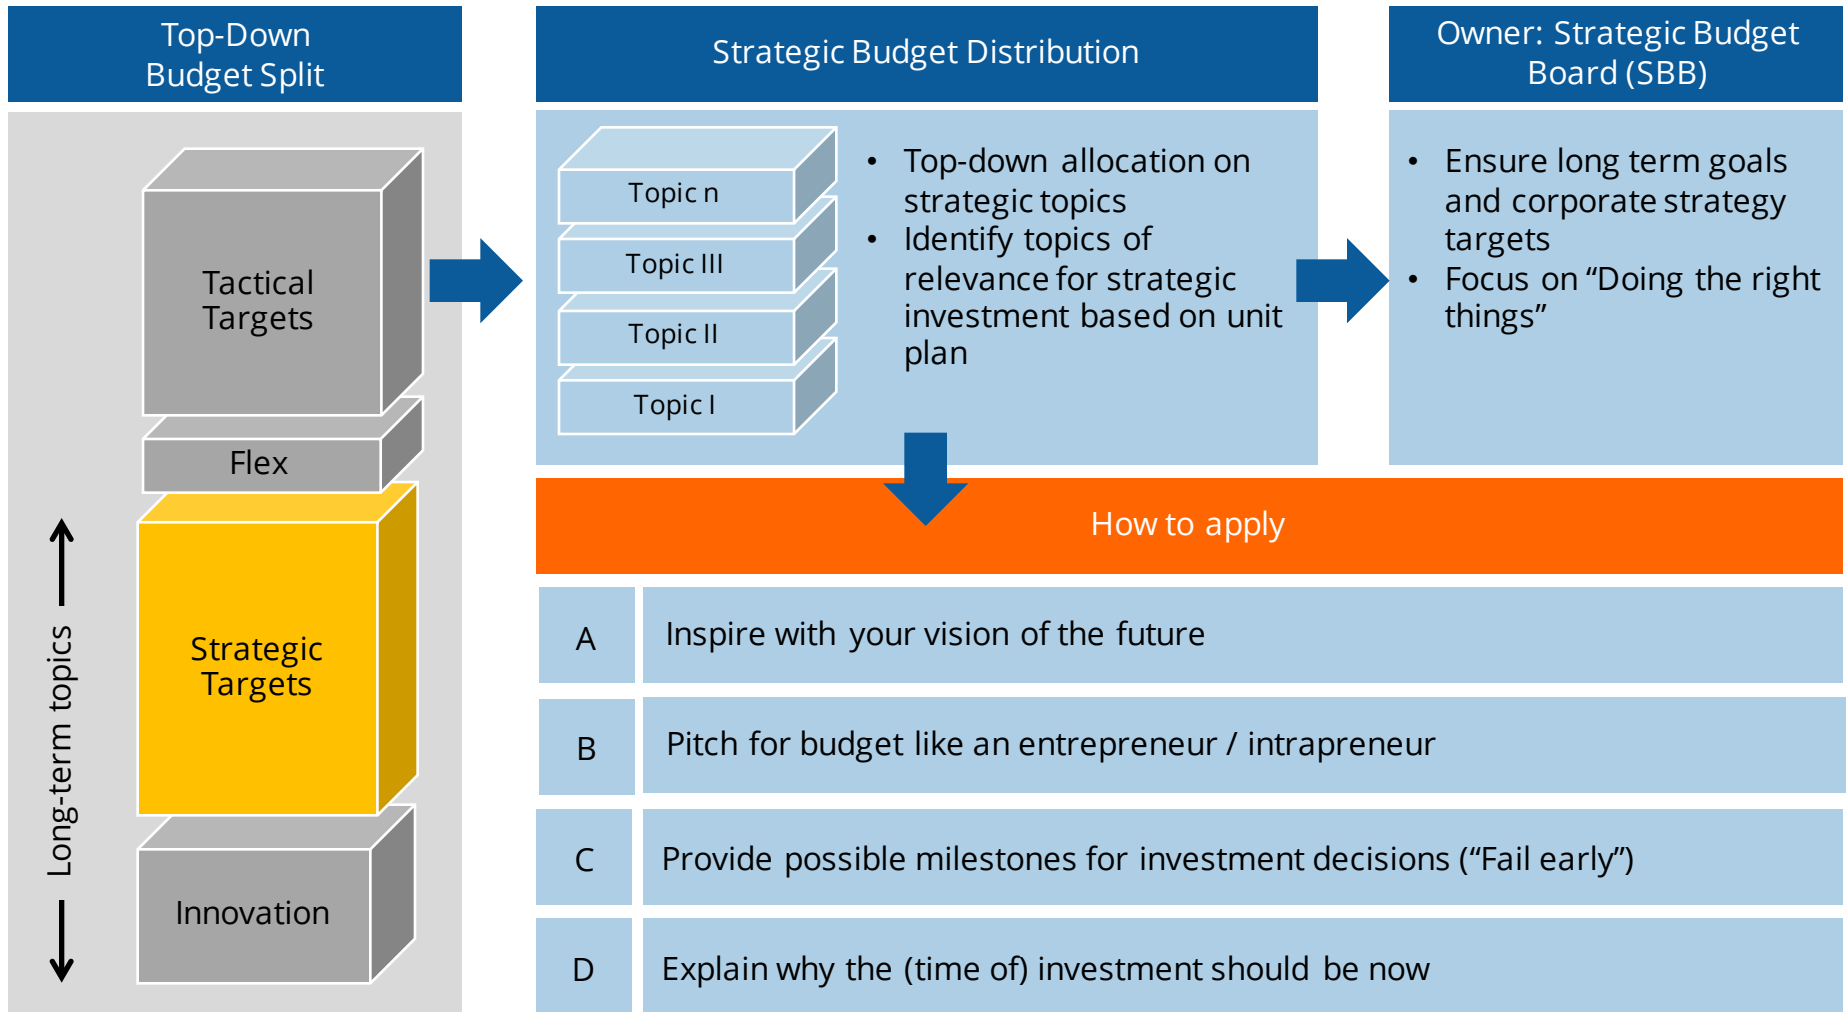 Top-Down
Budget Split
Tactical
Targets
Flex
Strategic
Targets
Innovation
Long-term topics
Strategic Budget Distribution
Topic n
Topic III
Topic II
Topic I
• Top-down allocation on
strategic topics
• Identify topics of
relevance for strategic
investment based on unit
plan
Owner: Strategic Budget
Board (SBB)
• Ensure long term goals
and corporate strategy
targets
• Focus on “Doing the right
things”
How to apply
A Inspire with your vision of the future
B Pitch for budget like an entrepreneur / intrapreneur
C Provide possible milestones for investment decisions (“Fail early”)
D Explain why the (time of) investment should be now